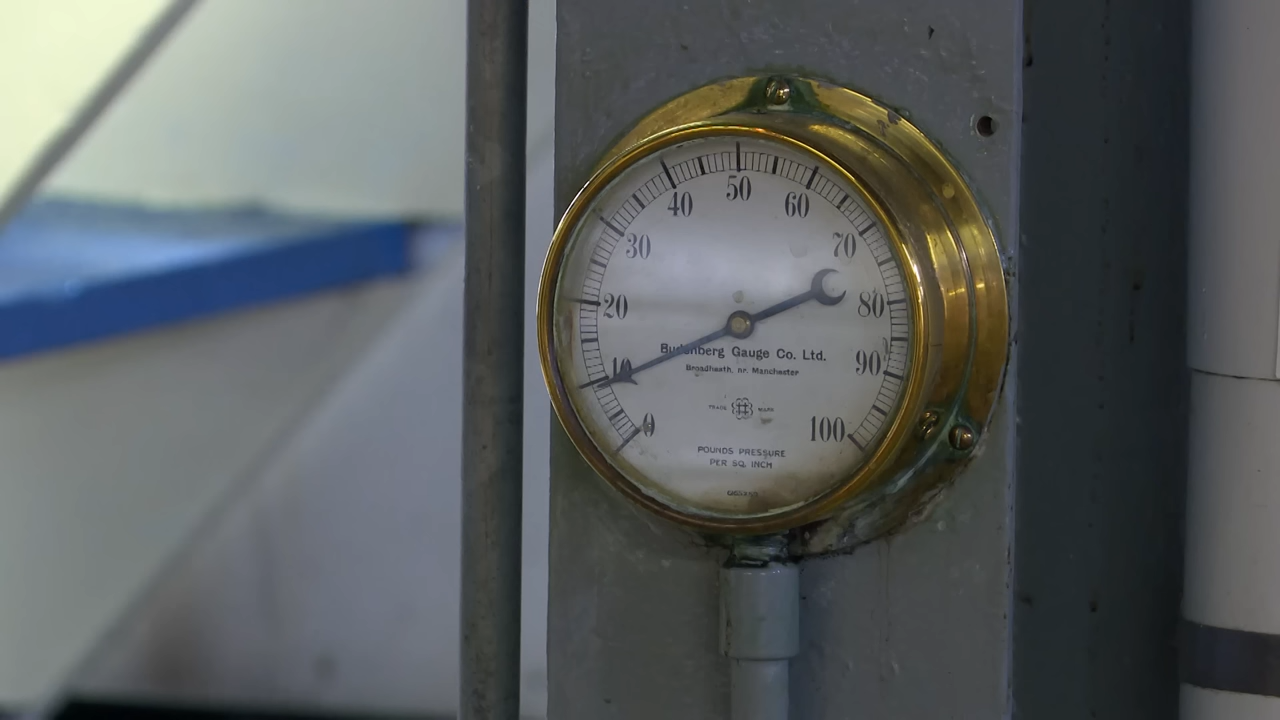 50
40 60
30 70
20 80
Budenberg Gauge Co. Ltd.
10 90
Broadheath, nr. Manchester
TRADE MARK
0 100
POUNDS PRESSURE
PER SQ. INCH